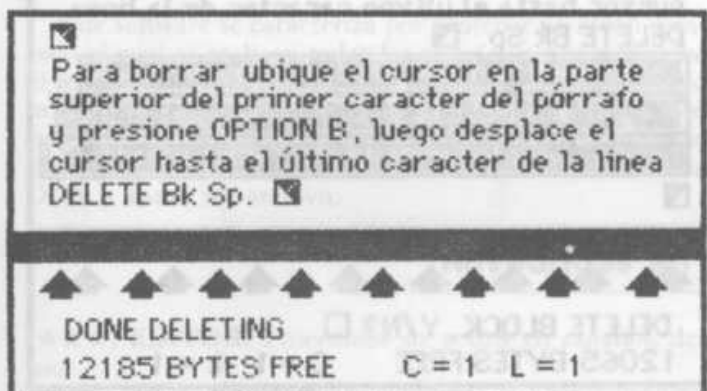 Para borrar ubique el cursor en la parte
superior del primer caracter del párrafo
y presione OPTION B, luego desplace el
cursor hasta el último caracter de la linea
DELETE Bk Sp.
DONE DELETING
12185 BYTES FREE C = 1 L = 1